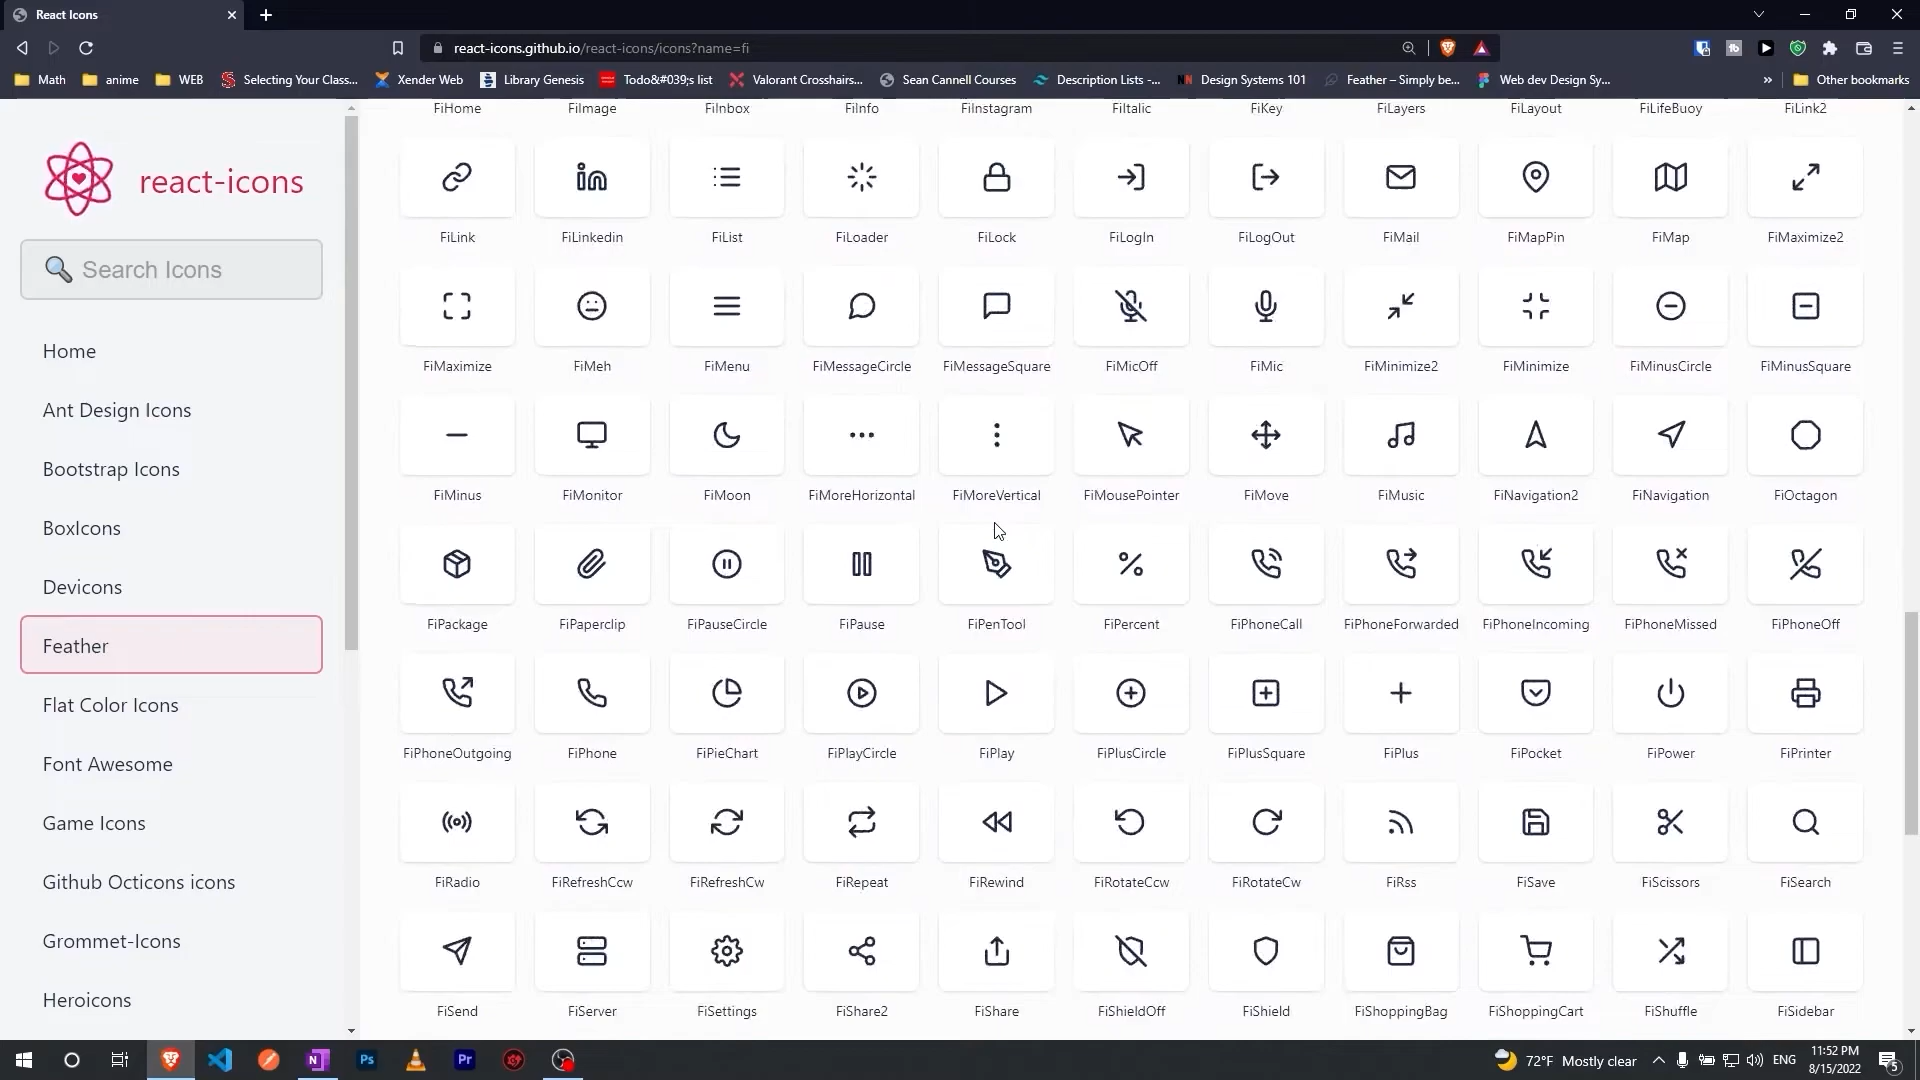 React Icons
react-icons.github.io/react-icons/icons?name=fi
Math anime WEB Selecting Your Class... Xender Web Library Genesis Todo&#039;s list Valorant Crosshairs... Sean Cannell Courses Description Lists -... Design Systems 101 Feather – Simply be... Web dev Design Sy... » Other bookmarks
react-icons
Search Icons
Home
Ant Design Icons
Bootstrap Icons
BoxIcons
Devicons
Feather
Flat Color Icons
Font Awesome
Game Icons
Github Octicons icons
Grommet-Icons
Heroicons
FiHome FiImage FiInbox FiInfo FiInstagram FiItalic FiKey FiLayers FiLayout FiLifeBuoy FiLink2
FiLink FiLinkedin FiList FiLoader FiLock FiLogIn FiLogOut FiMail FiMapPin FiMap FiMaximize2
FiMaximize FiMeh FiMenu FiMessageCircle FiMessageSquare FiMicOff FiMic FiMinimize2 FiMinimize FiMinusCircle FiMinusSquare
FiMinus FiMonitor FiMoon FiMoreHorizontal FiMoreVertical FiMousePointer FiMove FiMusic FiNavigation2 FiNavigation FiOctagon
FiPackage FiPaperclip FiPauseCircle FiPause FiPenTool FiPercent FiPhoneCall FiPhoneForwarded FiPhoneIncoming FiPhoneMissed FiPhoneOff
FiPhoneOutgoing FiPhone FiPieChart FiPlayCircle FiPlay FiPlusCircle FiPlusSquare FiPlus FiPocket FiPower FiPrinter
FiRadio FiRefreshCcw FiRefreshCw FiRepeat FiRewind FiRotateCcw FiRotateCw FiRss FiSave FiScissors FiSearch
FiSend FiServer FiSettings FiShare2 FiShare FiShieldOff FiShield FiShoppingBag FiShoppingCart FiShuffle FiSidebar
N Ps Pr 72°F Mostly clear ENG 11:52 PM
8/15/2022 5